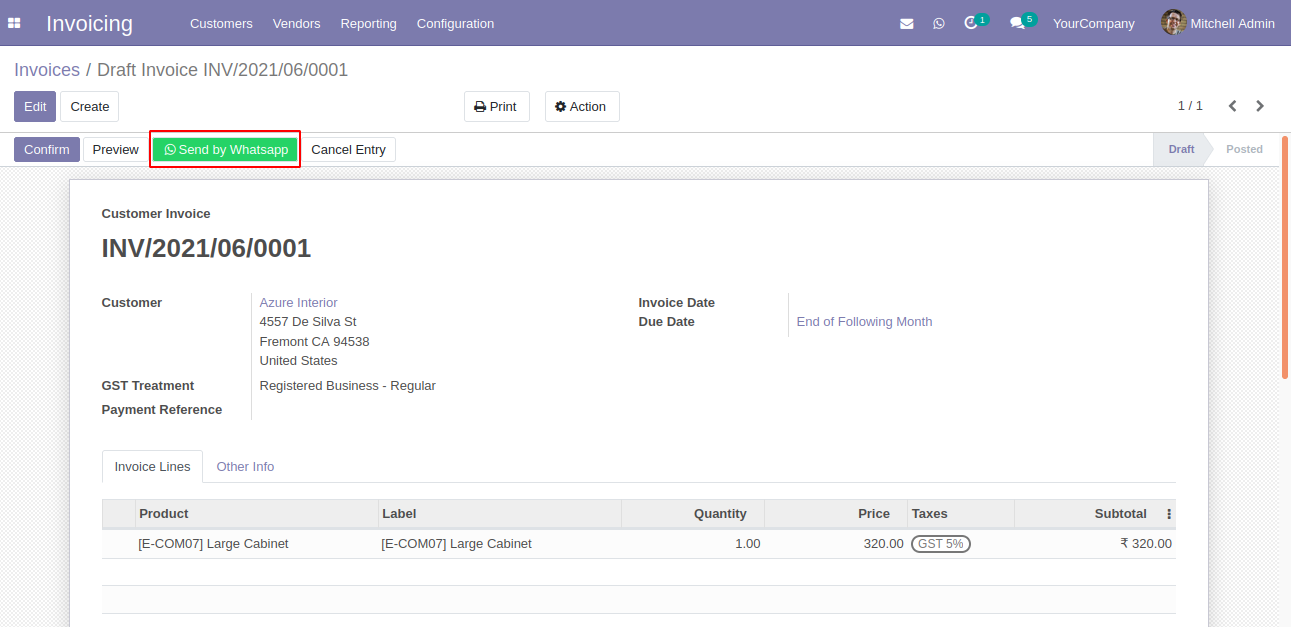 Invoicing Customers Vendors Reporting Configuration 1 5 YourCompany Mitchell Admin
Invoices / Draft Invoice INV/2021/06/0001
Edit Create Print Action 1 / 1
Confirm Preview Send by Whatsapp Cancel Entry Draft Posted
Customer Invoice
INV/2021/06/0001
Customer Azure Interior Invoice Date
4557 De Silva St Due Date End of Following Month
Fremont CA 94538
United States
GST Treatment Registered Business - Regular
Payment Reference
Invoice Lines Other Info
Product Label Quantity Price Taxes Subtotal
[E-COM07] Large Cabinet [E-COM07] Large Cabinet 1.00 320.00 GST 5% ₹ 320.00